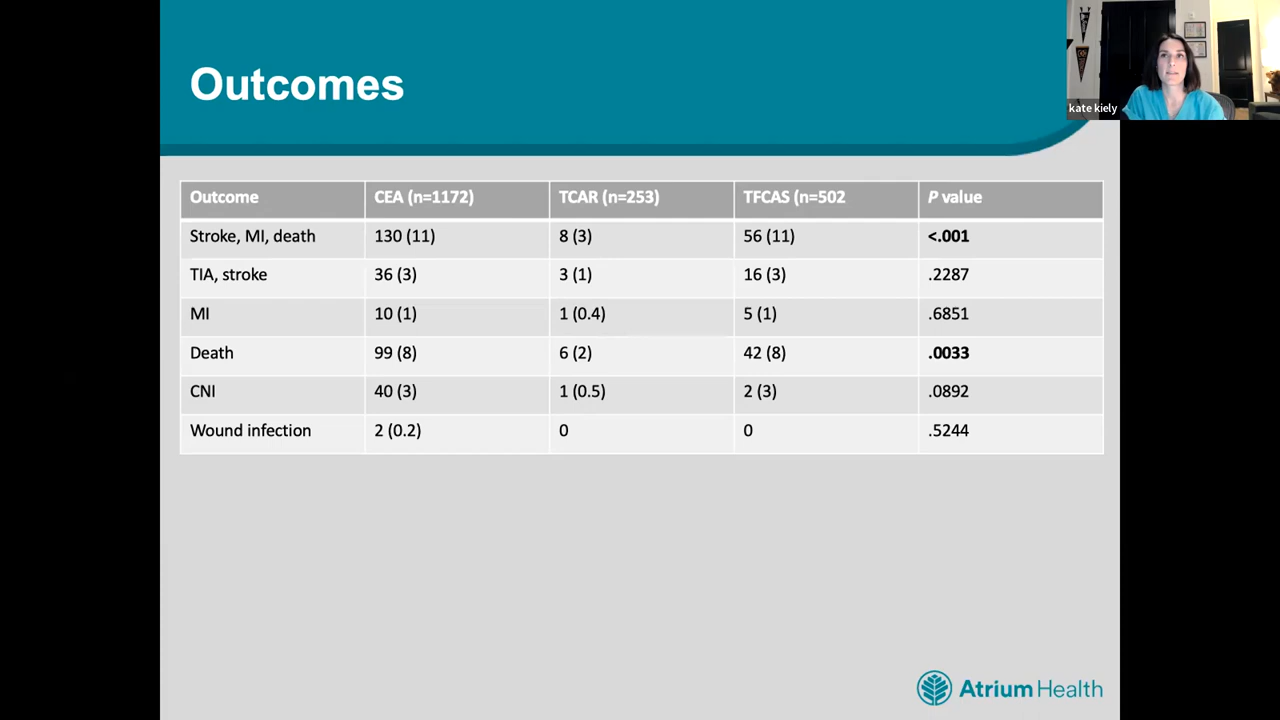 Outcomes
kate kiely
Outcome CEA (n=1172) TCAR (n=253) TFCAS (n=502 P value
Stroke, MI, death 130 (11) 8 (3) 56 (11) <.001
TIA, stroke 36 (3) 3 (1) 16 (3) .2287
MI 10 (1) 1 (0.4) 5 (1) .6851
Death 99 (8) 6 (2) 42 (8) .0033
CNI 40 (3) 1 (0.5) 2 (3) .0892
Wound infection 2 (0.2) 0 0 .5244
Atrium Health